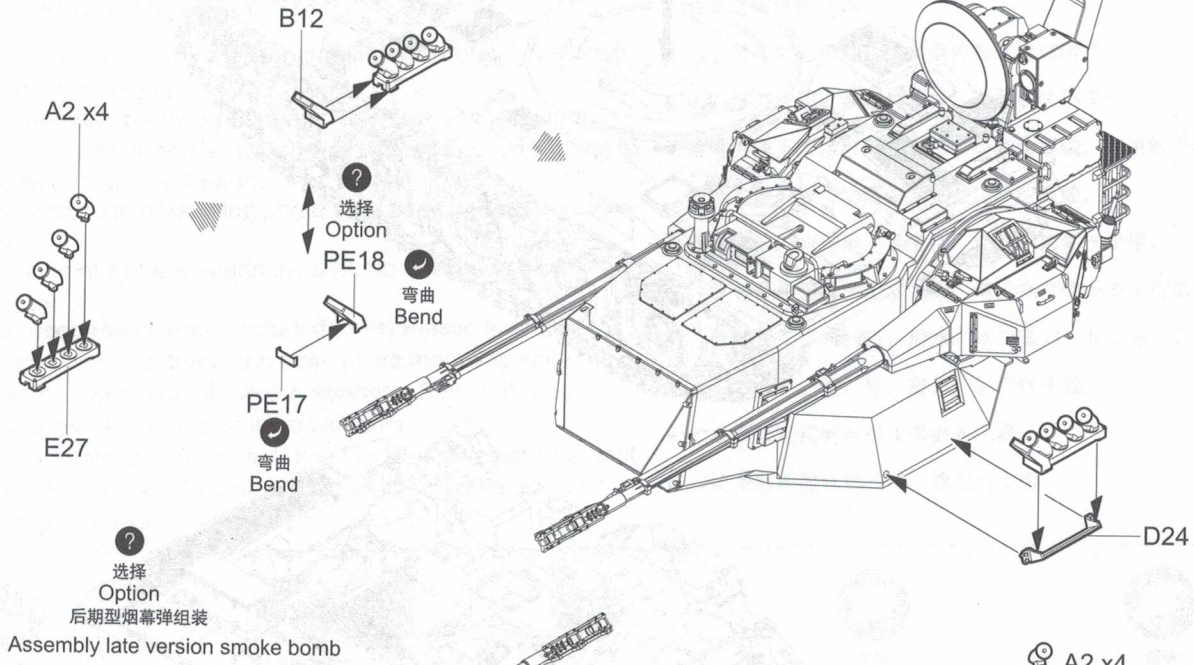 B12
A2 x4
选择
Option
PE18
弯曲
Bend
PE17
弯曲
Bend
E27
D24
选择
Option
后期型烟幕弹组装
Assembly late version smoke bomb
A2 x4